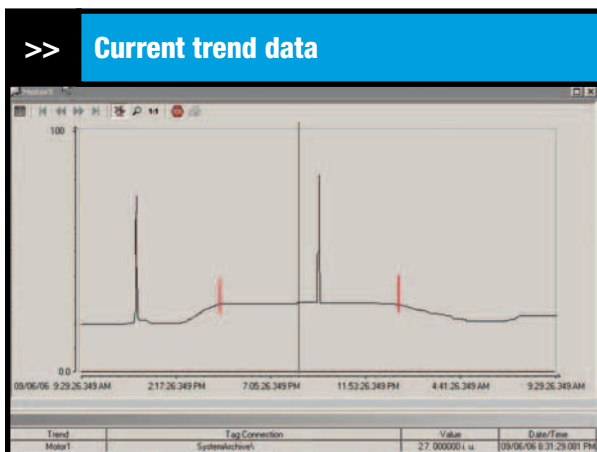 >> Current trend data
Motor1
1:1
100
0.0
09/06/06 9:29:26.349 AM 2:17:26.349 PM 7:05:26.349 PM 11:53:26.349 PM 4:41:26.349 AM 9:29:26.349 AM
Trend Tag Connection Value Date/Time
Motor1 SystemArchive\ 27.000000 i. u. 09/06/06 8:31:29.081 PM